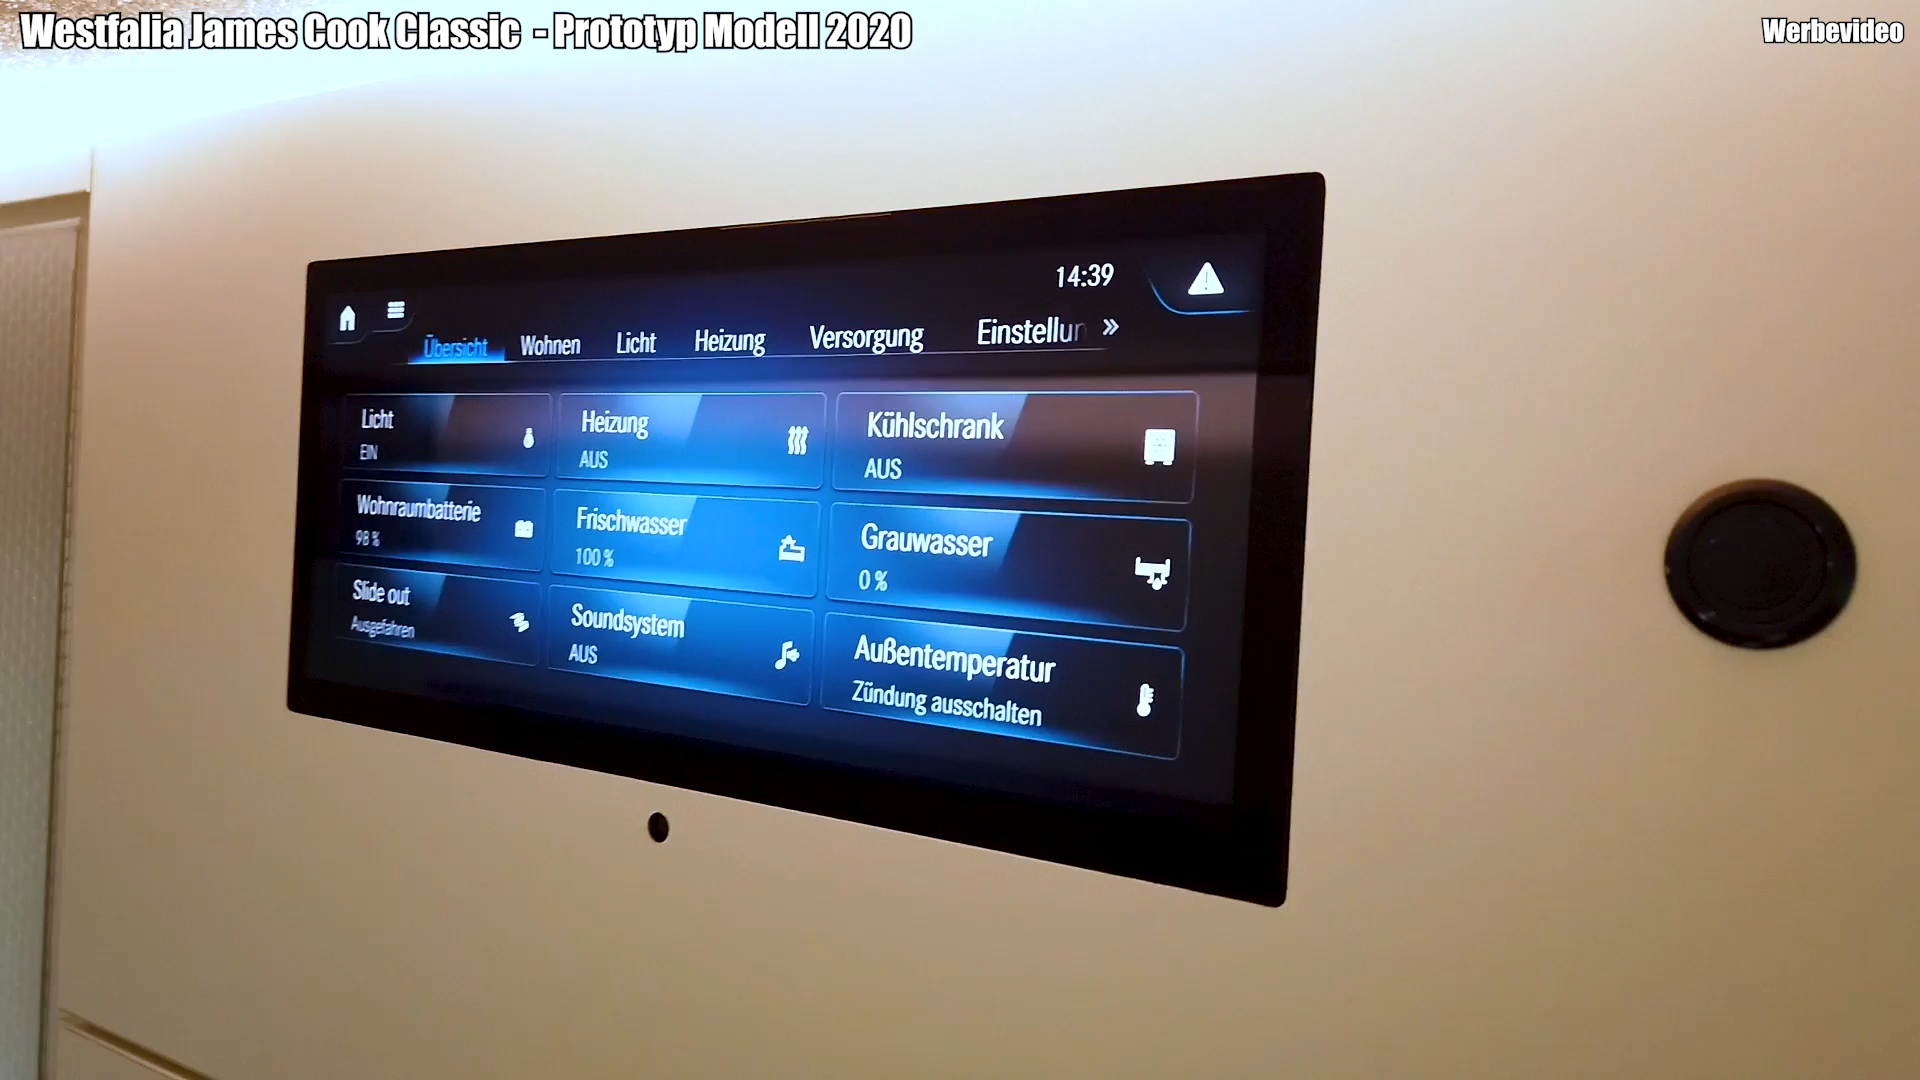 Westfalia James Cook Classic - Prototyp Modell 2020
Werbevideo
14:39
Übersicht Wohnen Licht Heizung Versorgung Einstellun »
Licht
EIN
Heizung
AUS
Kühlschrank
AUS
Wohnraumbatterie
98 %
Frischwasser
100 %
Grauwasser
0 %
Slide out
Ausgefahren
Soundsystem
AUS
Außentemperatur
Zündung ausschalten